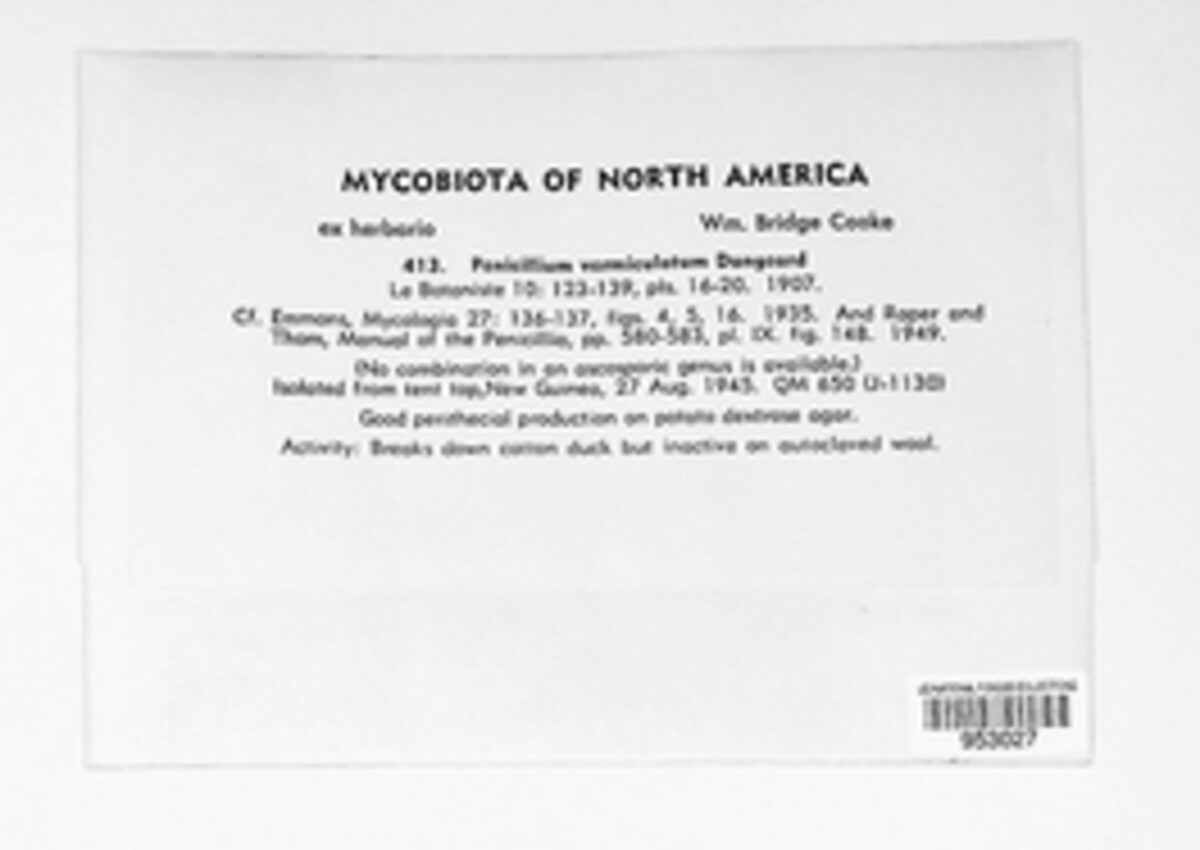 MYCOBIOTA OF NORTH AMERICA
ex herbario Wm. Bridge Cooke
413. Penicillium vermiculatum Dangeard
Le Botaniste 10: 123-139, pls. 16-20. 1907.
Cf. Emmons, Mycologia 27: 136-137, figs. 4, 5, 16. 1935. And Raper and
Thom, Manual of the Penicillia, pp. 580-583, pl. IX. fig. 148. 1949.
(No combination in an ascosporic genus is available.)
Isolated from tent top, New Guinea, 27 Aug. 1945. QM 650 (J-1130)
Good perithecial production on potato dextrose agar.
Activity: Breaks down cotton duck but inactive on autoclaved wool.
953027